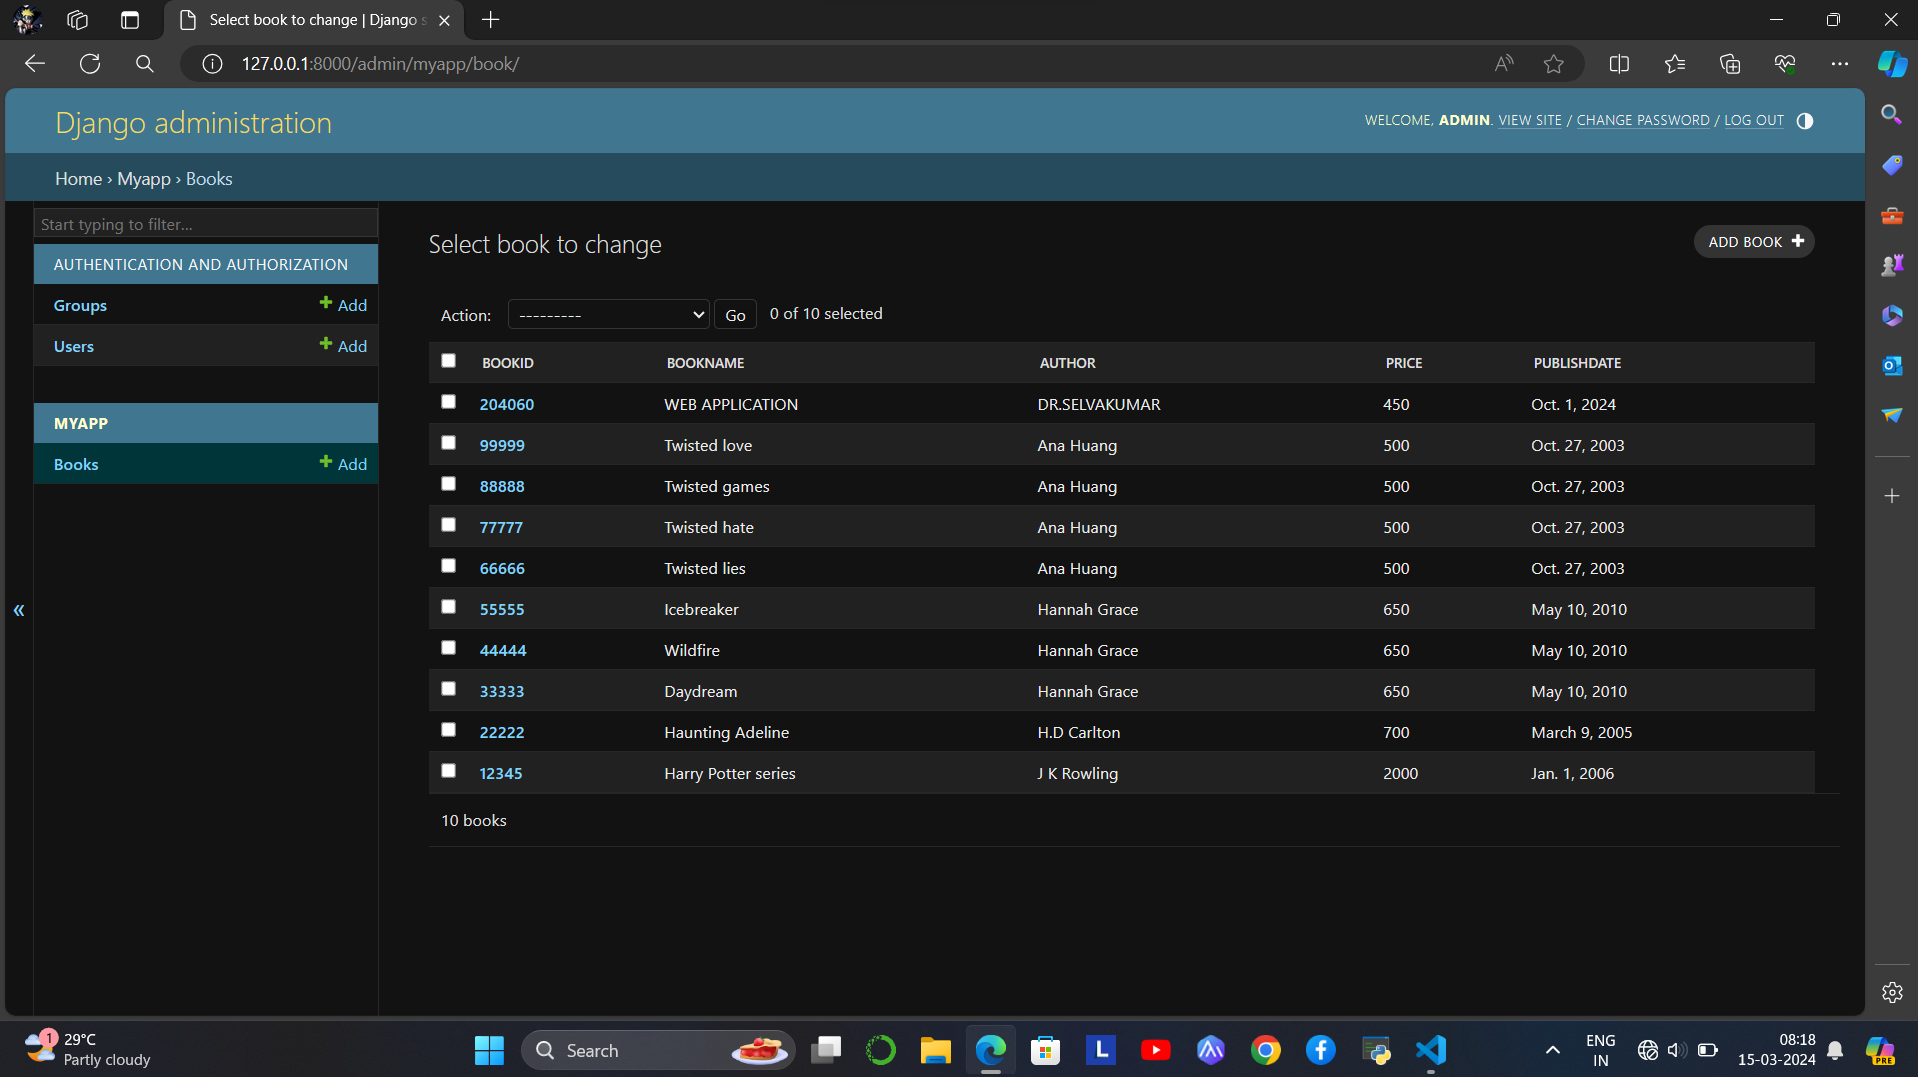 Select book to change | Django s
127.0.0.1:8000/admin/myapp/book/
Django administration
WELCOME, ADMIN. VIEW SITE / CHANGE PASSWORD / LOG OUT
Home › Myapp › Books
Start typing to filter...
AUTHENTICATION AND AUTHORIZATION
Groups Add
Users Add
MYAPP
Books Add
«
Select book to change
ADD BOOK
Action: --------- Go 0 of 10 selected
BOOKID BOOKNAME AUTHOR PRICE PUBLISHDATE
204060 WEB APPLICATION DR.SELVAKUMAR 450 Oct. 1, 2024
99999 Twisted love Ana Huang 500 Oct. 27, 2003
88888 Twisted games Ana Huang 500 Oct. 27, 2003
77777 Twisted hate Ana Huang 500 Oct. 27, 2003
66666 Twisted lies Ana Huang 500 Oct. 27, 2003
55555 Icebreaker Hannah Grace 650 May 10, 2010
44444 Wildfire Hannah Grace 650 May 10, 2010
33333 Daydream Hannah Grace 650 May 10, 2010
22222 Haunting Adeline H.D Carlton 700 March 9, 2005
12345 Harry Potter series J K Rowling 2000 Jan. 1, 2006
10 books
1
29°C
Partly cloudy
Search
L
ENG
IN
08:18
15-03-2024
PRE